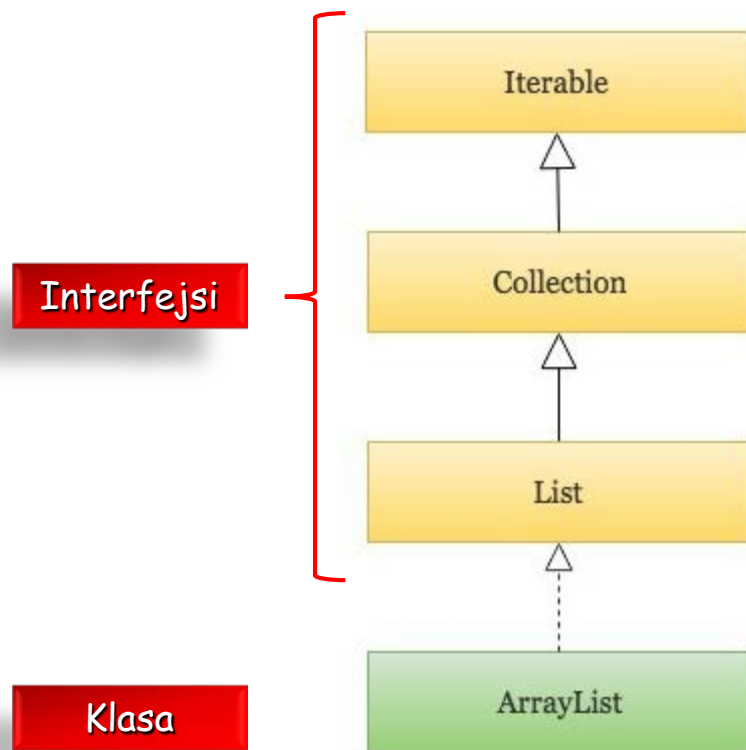 Iterable
Collection
Interfejsi
List
ArrayList
Klasa